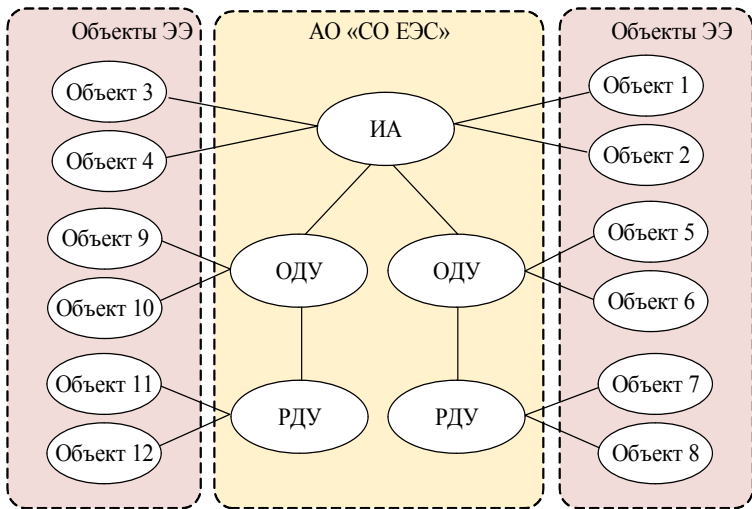 Объекты ЭЭ
Объект 3
Объект 4
Объект 9
Объект 10
Объект 11
Объект 12
АО «СО ЕЭС»
ИА
ОДУ
ОДУ
РДУ
РДУ
Объекты ЭЭ
Объект 1
Объект 2
Объект 5
Объект 6
Объект 7
Объект 8